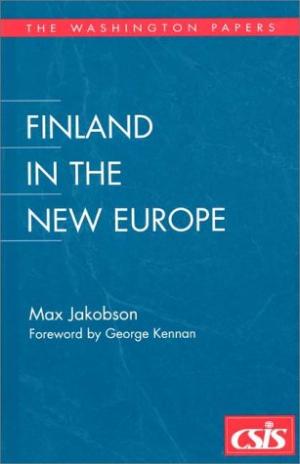 THE WASHINGTON PAPERS
FINLAND
IN THE
NEW EUROPE
Max Jakobson
Foreword by George Kennan
CSIS